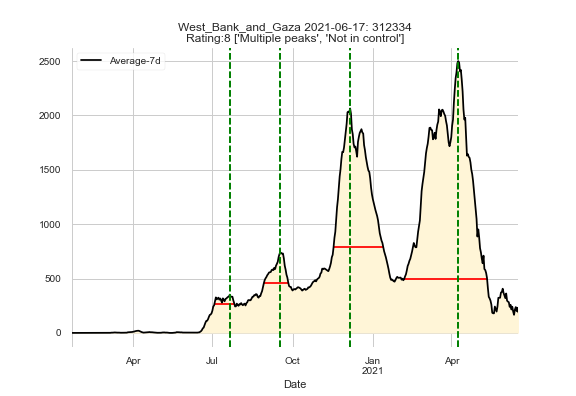 West_Bank_and_Gaza 2021-06-17: 312334
Rating:8 ['Multiple peaks', 'Not in control']
Average-7d
2500
2000
1500
1000
500
0
Apr
Jul
Oct
Jan
2021
Apr
Date